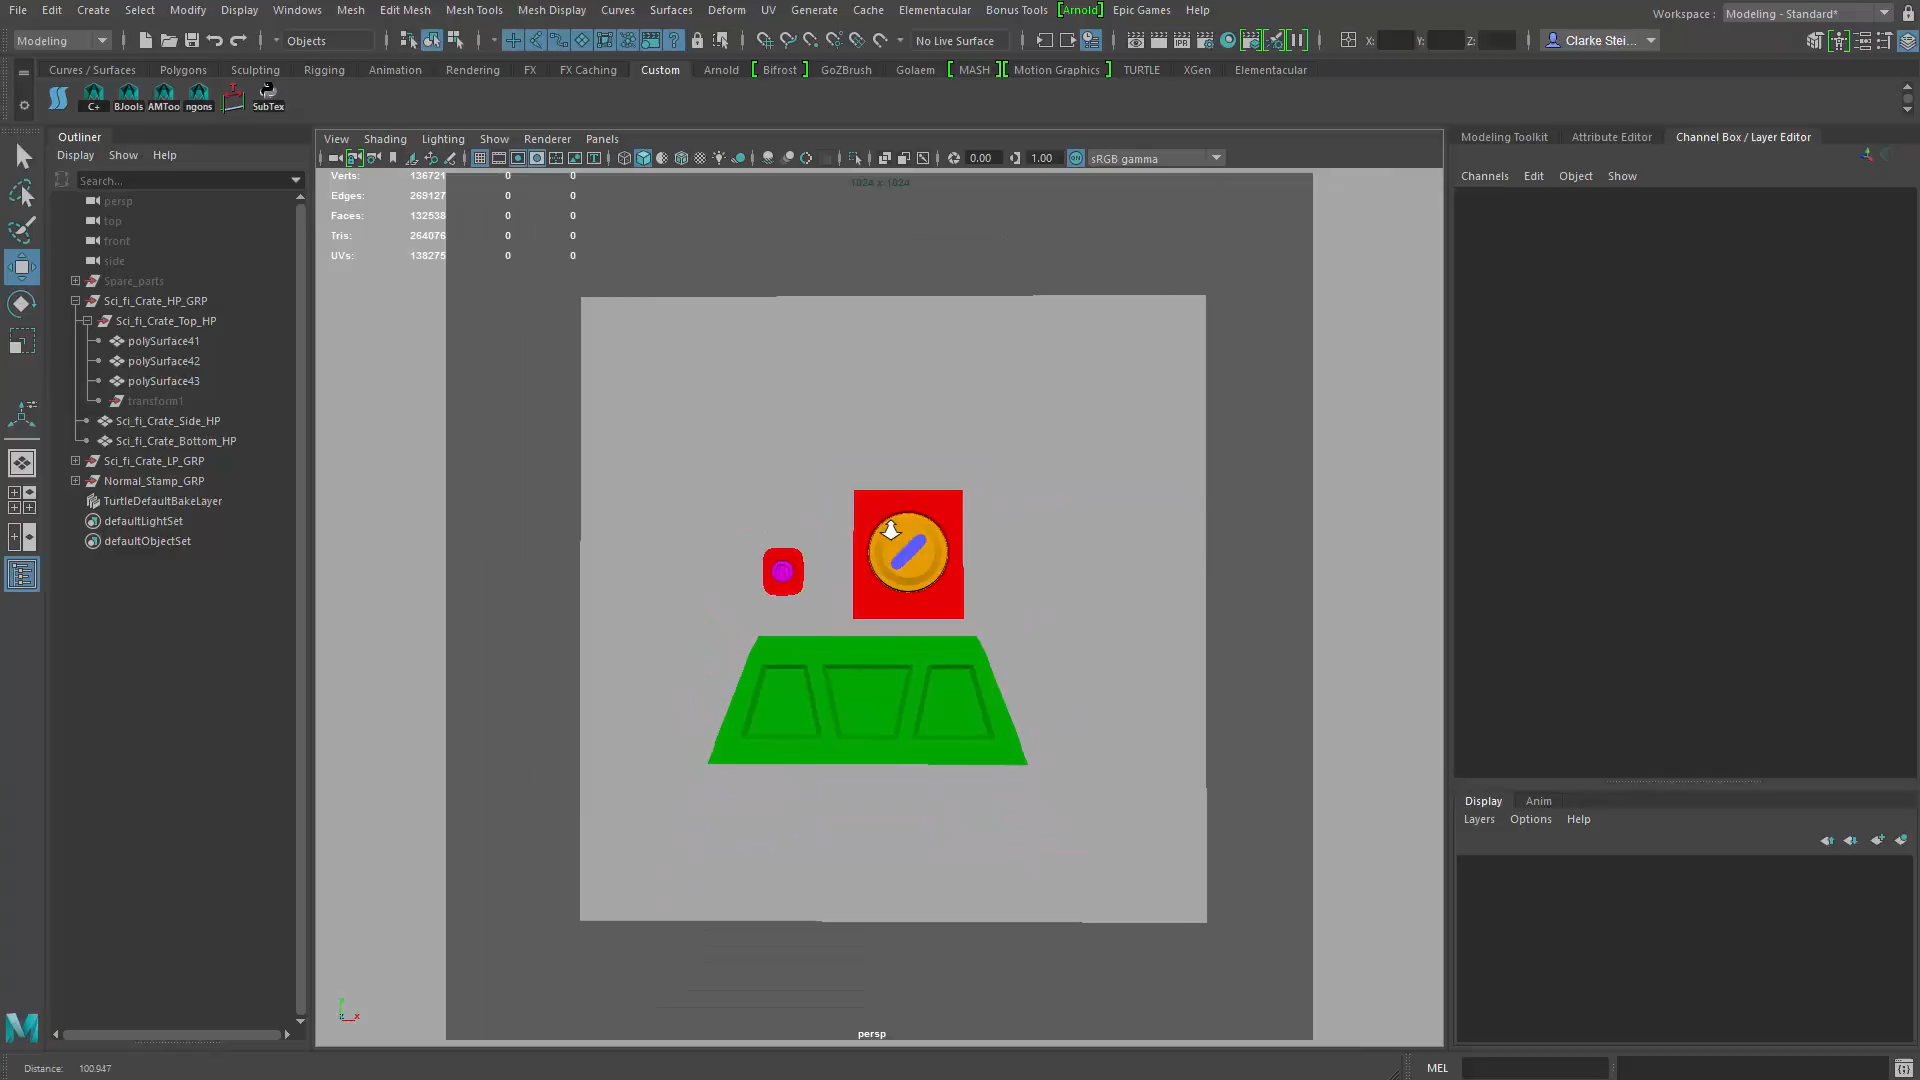 File Edit Create Select Modify Display Windows Mesh Edit Mesh Mesh Tools Mesh Display Curves Surfaces Deform UV Generate Cache Elementacular Bonus Tools [Arnold] Epic Games Help
Workspace : Modeling - Standard*
Modeling Objects No Live Surface X: Y: Z: Clarke Stei...
Curves / Surfaces Polygons Sculpting Rigging Animation Rendering FX FX Caching Custom Arnold [ Bifrost ] GoZBrush Golaem [ MASH ] [ Motion Graphics ] TURTLE XGen Elementacular
C+ BJools AMToo ngons SubTex
Outliner
Display Show Help
Search...
persp
top
front
side
Spare_parts
Sci_fi_Crate_HP_GRP
Sci_fi_Crate_Top_HP
polySurface41
polySurface42
polySurface43
transform1
Sci_fi_Crate_Side_HP
Sci_fi_Crate_Bottom_HP
Sci_fi_Crate_LP_GRP
Normal_Stamp_GRP
TurtleDefaultBakeLayer
defaultLightSet
defaultObjectSet
View Shading Lighting Show Renderer Panels
0.00 1.00 sRGB gamma
Verts: 136721 0 0
Edges: 269127 0 0
Faces: 132538 0 0
Tris: 264076 0 0
UVs: 138275 0 0
1024 x 1024
persp
Modeling Toolkit Attribute Editor Channel Box / Layer Editor
Channels Edit Object Show
Display Anim
Layers Options Help
Distance: 100.947
MEL